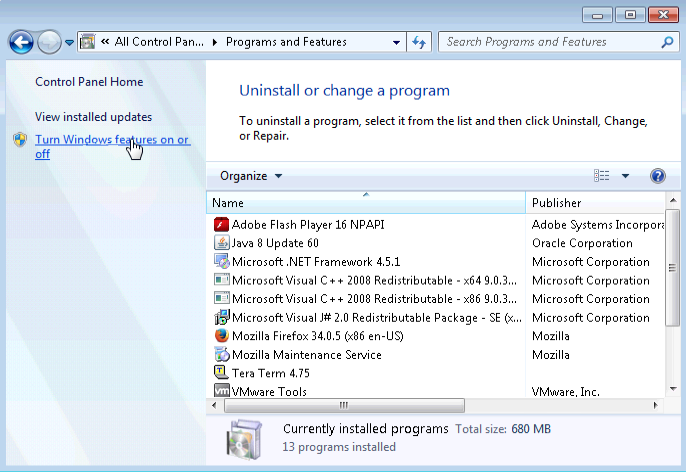 « All Control Pan... ▸ Programs and Features
Search Programs and Features
Control Panel Home
View installed updates
Turn Windows features on or
off
Uninstall or change a program
To uninstall a program, select it from the list and then click Uninstall, Change,
or Repair.
Organize
Name Publisher
Adobe Flash Player 16 NPAPI Adobe Systems Incorpora
Java 8 Update 60 Oracle Corporation
Microsoft .NET Framework 4.5.1 Microsoft Corporation
Microsoft Visual C++ 2008 Redistributable - x64 9.0.3... Microsoft Corporation
Microsoft Visual C++ 2008 Redistributable - x86 9.0.3... Microsoft Corporation
Microsoft Visual J# 2.0 Redistributable Package - SE (x... Microsoft Corporation
Mozilla Firefox 34.0.5 (x86 en-US) Mozilla
Mozilla Maintenance Service Mozilla
Tera Term 4.75
VMware Tools VMware, Inc.
Currently installed programs Total size: 680 MB
13 programs installed